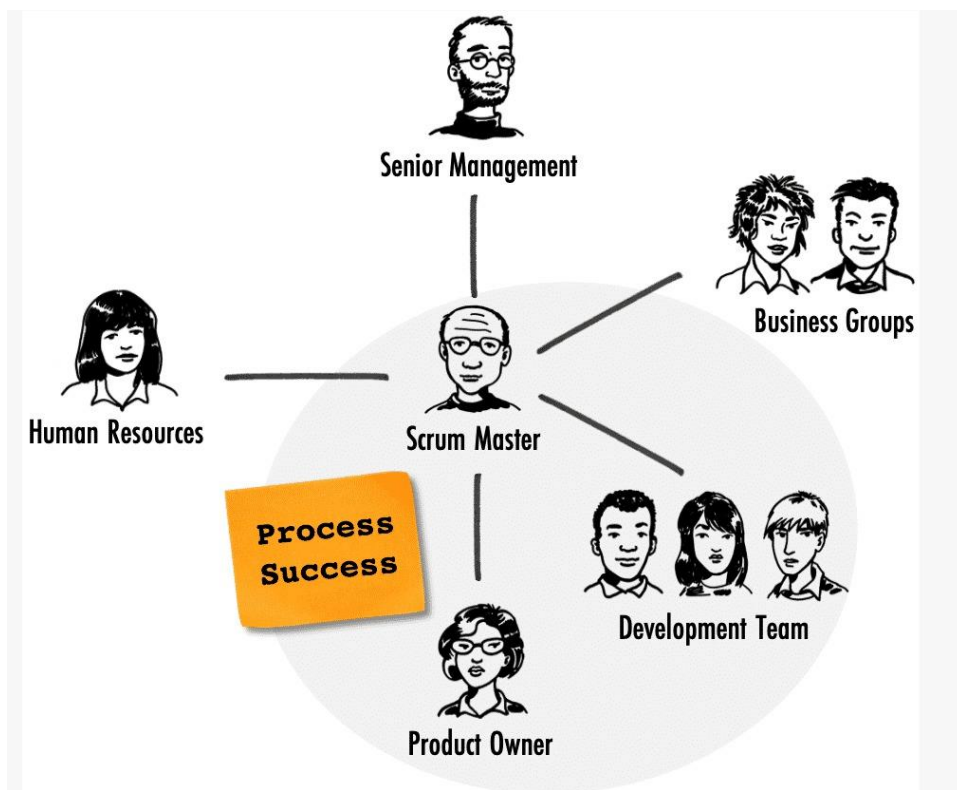 Senior Management
Business Groups
Human Resources
Scrum Master
Process
Success
Development Team
Product Owner